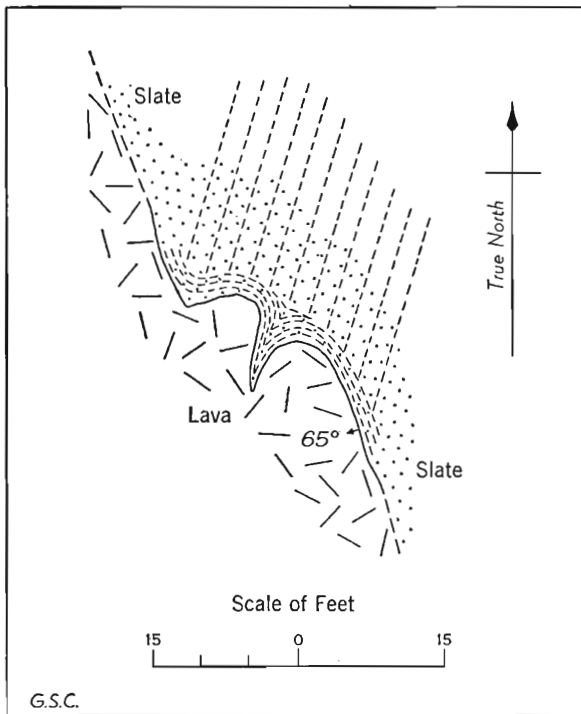 Slate
True North
Lava
65°
Slate
Scale of Feet
15 0 15
G.S.C.